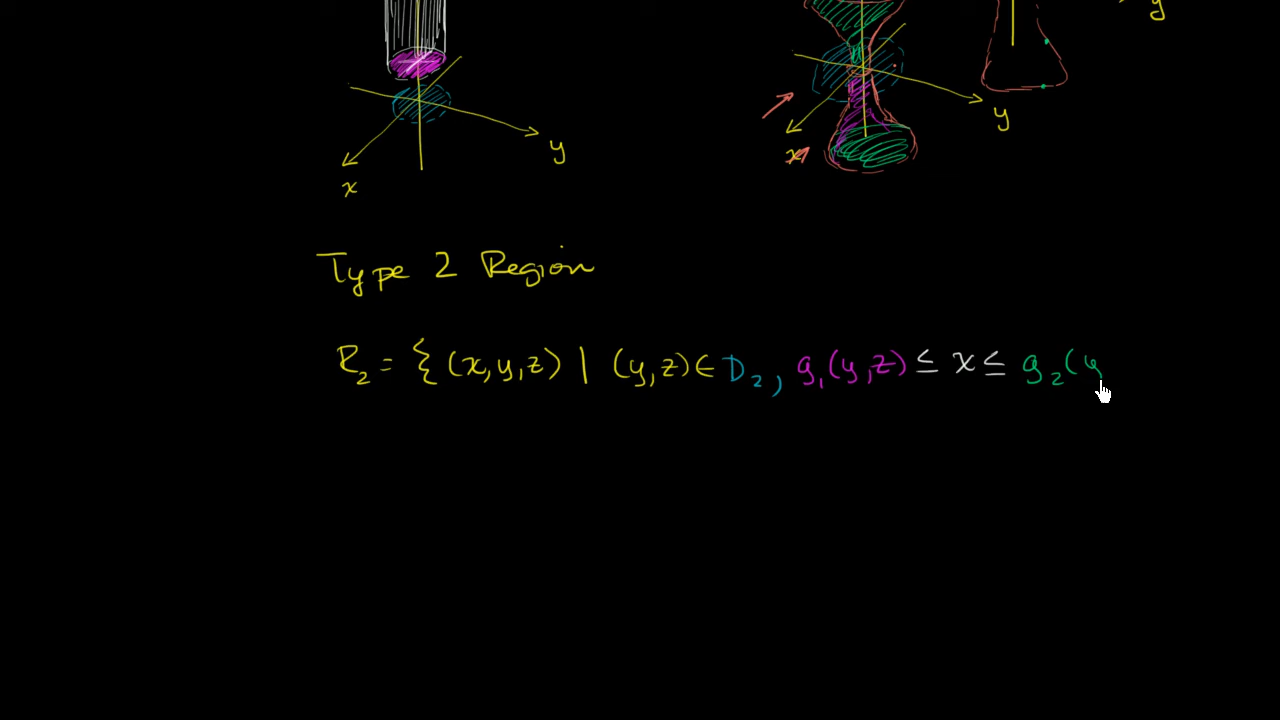 y
y
x
y
x
Type 2 Region
R₂ = { (x,y,z) | (y,z) ∈ D₂, g₁(y,z) ≤ x ≤ g₂(y